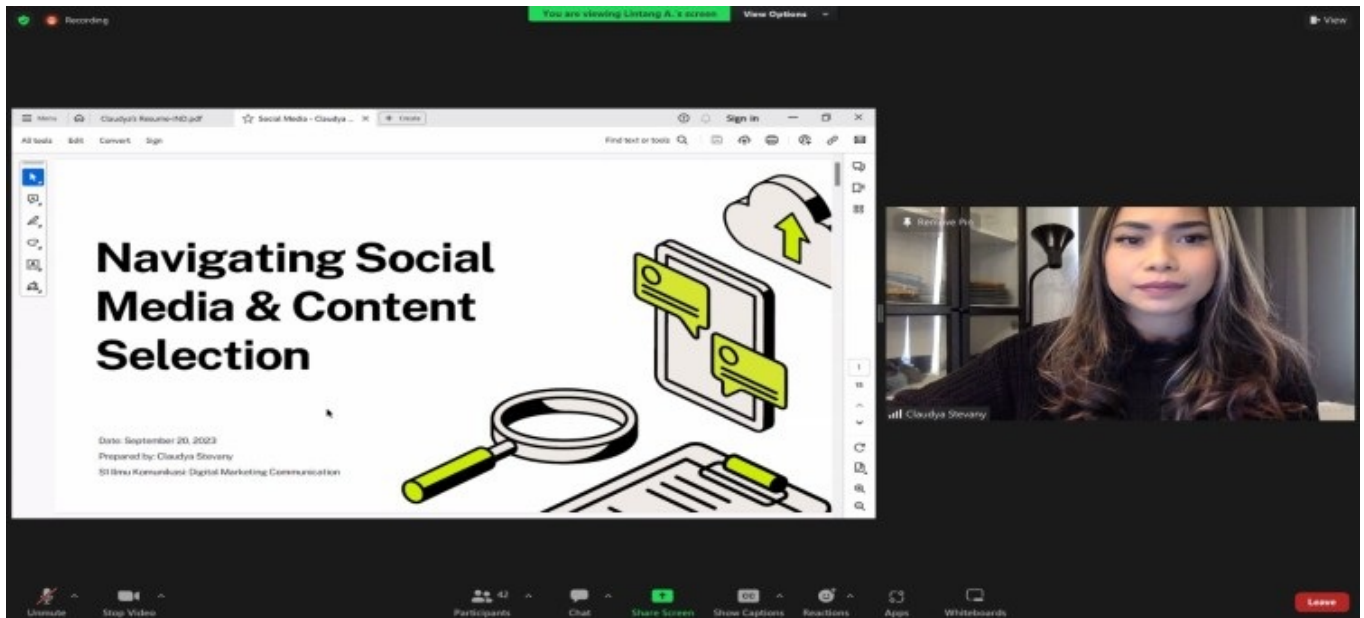 Recording
You are viewing Lintang A.'s screen
View Options
View
Menu
Claudya's Resume-IND.pdf
Social Media - Claudya ...
Create
Sign in
All tools
Edit
Convert
Sign
Find text or tools
Navigating Social
Media & Content
Selection
Date: September 20, 2023
Prepared by: Claudya Stevany
S1 Ilmu Komunikasi: Digital Marketing Communication
1
15
Remove Pin
Claudya Stevany
Unmute
Stop Video
42
Participants
Chat
Share Screen
CC
Show Captions
Reactions
Apps
Whiteboards
Leave